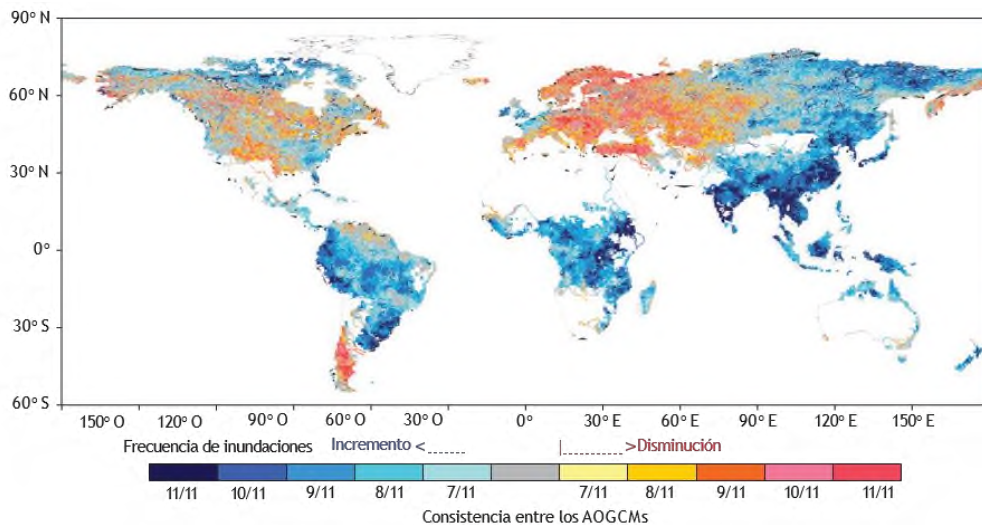 90° N
60° N
30° N
0°
30° S
60° S
150° O 120° O 90° O 60° O 30° O 0° 30° E 60° E 90° E 120° E 150° E
Frecuencia de inundaciones Incremento < ------ | ------ >Disminución
11/11 10/11 9/11 8/11 7/11 7/11 8/11 9/11 10/11 11/11
Consistencia entre los AOGCMs